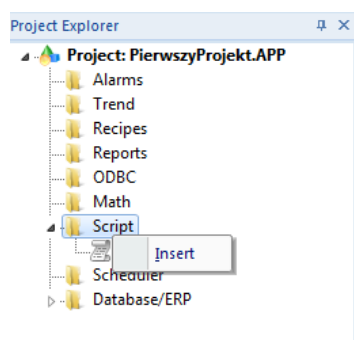 Project Explorer
Project: PierwszyProjekt.APP
Alarms
Trend
Recipes
Reports
ODBC
Math
Script
Insert
Scheduler
Database/ERP